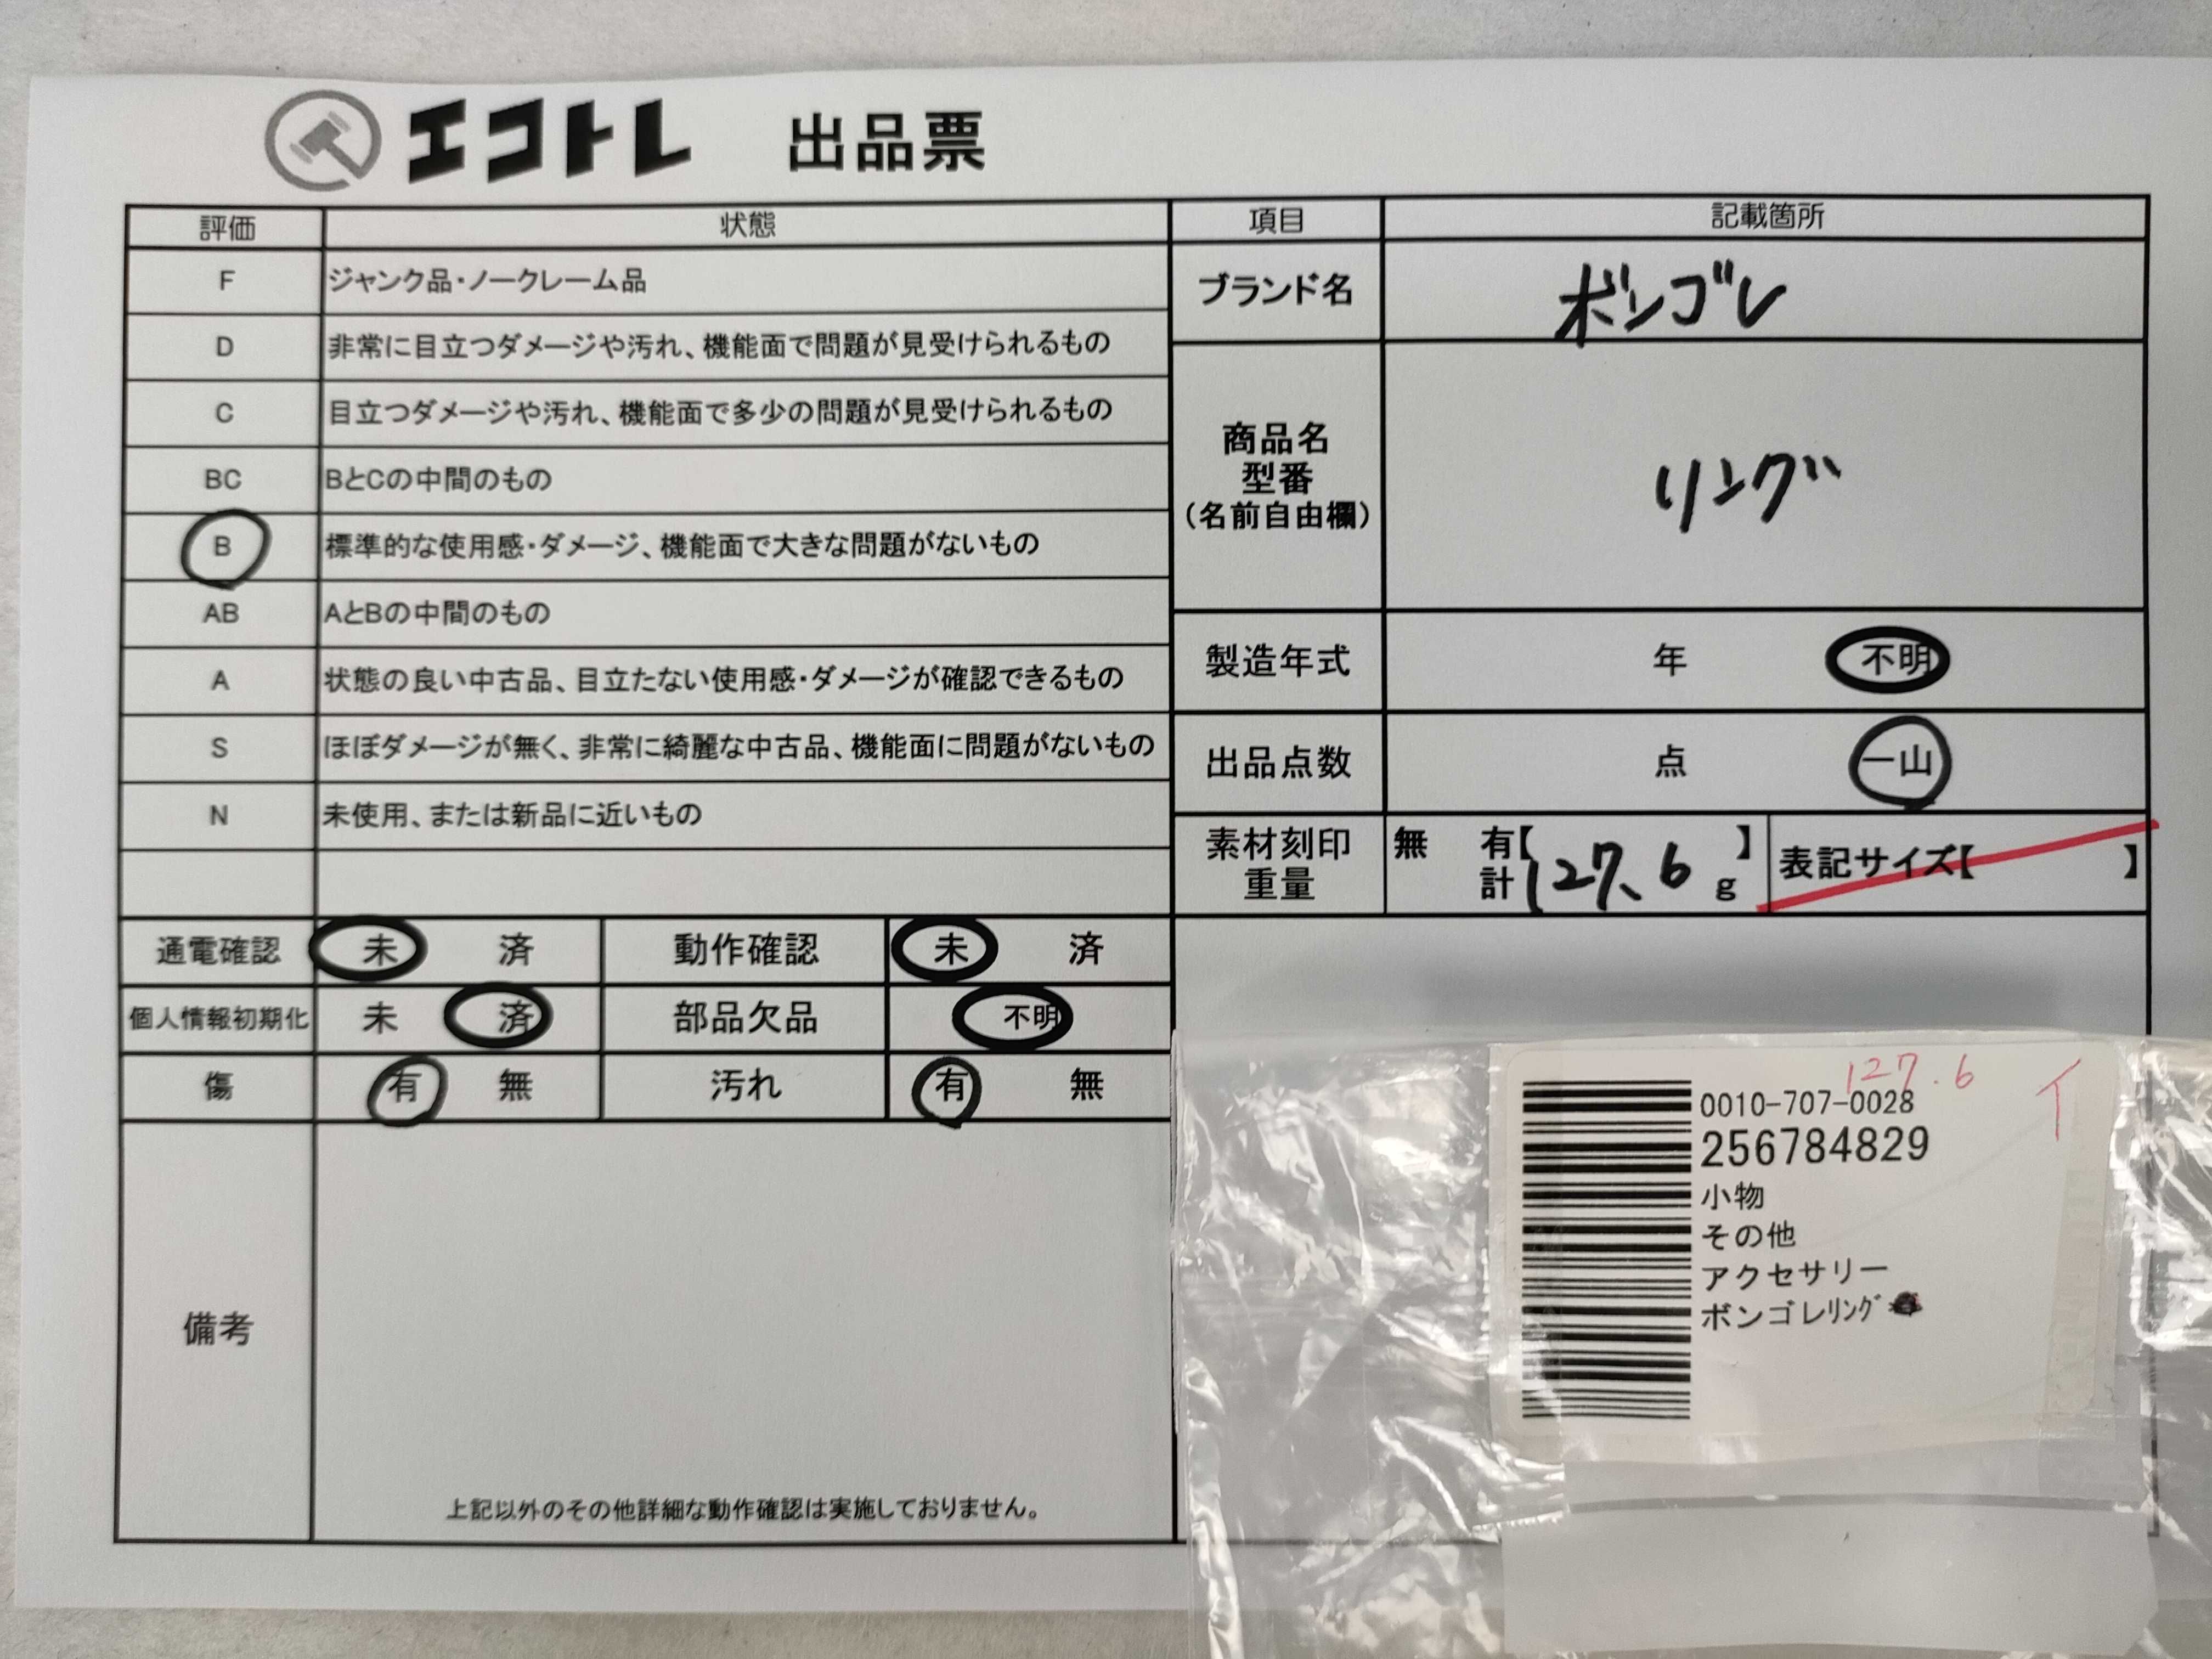 エコトレ 出品票
評価 状態
F ジャンク品・ノークレーム品
D 非常に目立つダメージや汚れ、機能面で問題が見受けられるもの
C 目立つダメージや汚れ、機能面で多少の問題が見受けられるもの
BC BとCの中間のもの
B 標準的な使用感・ダメージ、機能面で大きな問題がないもの
AB AとBの中間のもの
A 状態の良い中古品、目立たない使用感・ダメージが確認できるもの
S ほぼダメージが無く、非常に綺麗な中古品、機能面に問題がないもの
N 未使用、または新品に近いもの
通電確認 未 済 動作確認 未 済
個人情報初期化 未 済 部品欠品 不明
傷 有 無 汚れ 有 無
備考
上記以外のその他詳細な動作確認は実施しておりません。
項目 記載箇所
ブランド名 ボンゴレ
商品名
型番
(名前自由欄)
リング
製造年式 年 不明
出品点数 点 一山
素材刻印 無 有【 】
重量 計 127.6 g
表記サイズ【 】
127.6 イ
0010-707-0028
256784829
小物
その他
アクセサリー
ボンゴレリング